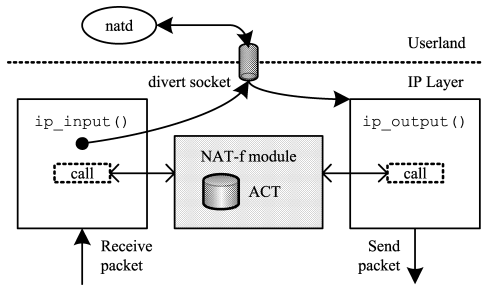 natd
Userland
divert socket
IP Layer
ip_input()
ip_output()
NAT-f module
call
ACT
call
Receive
packet
Send
packet